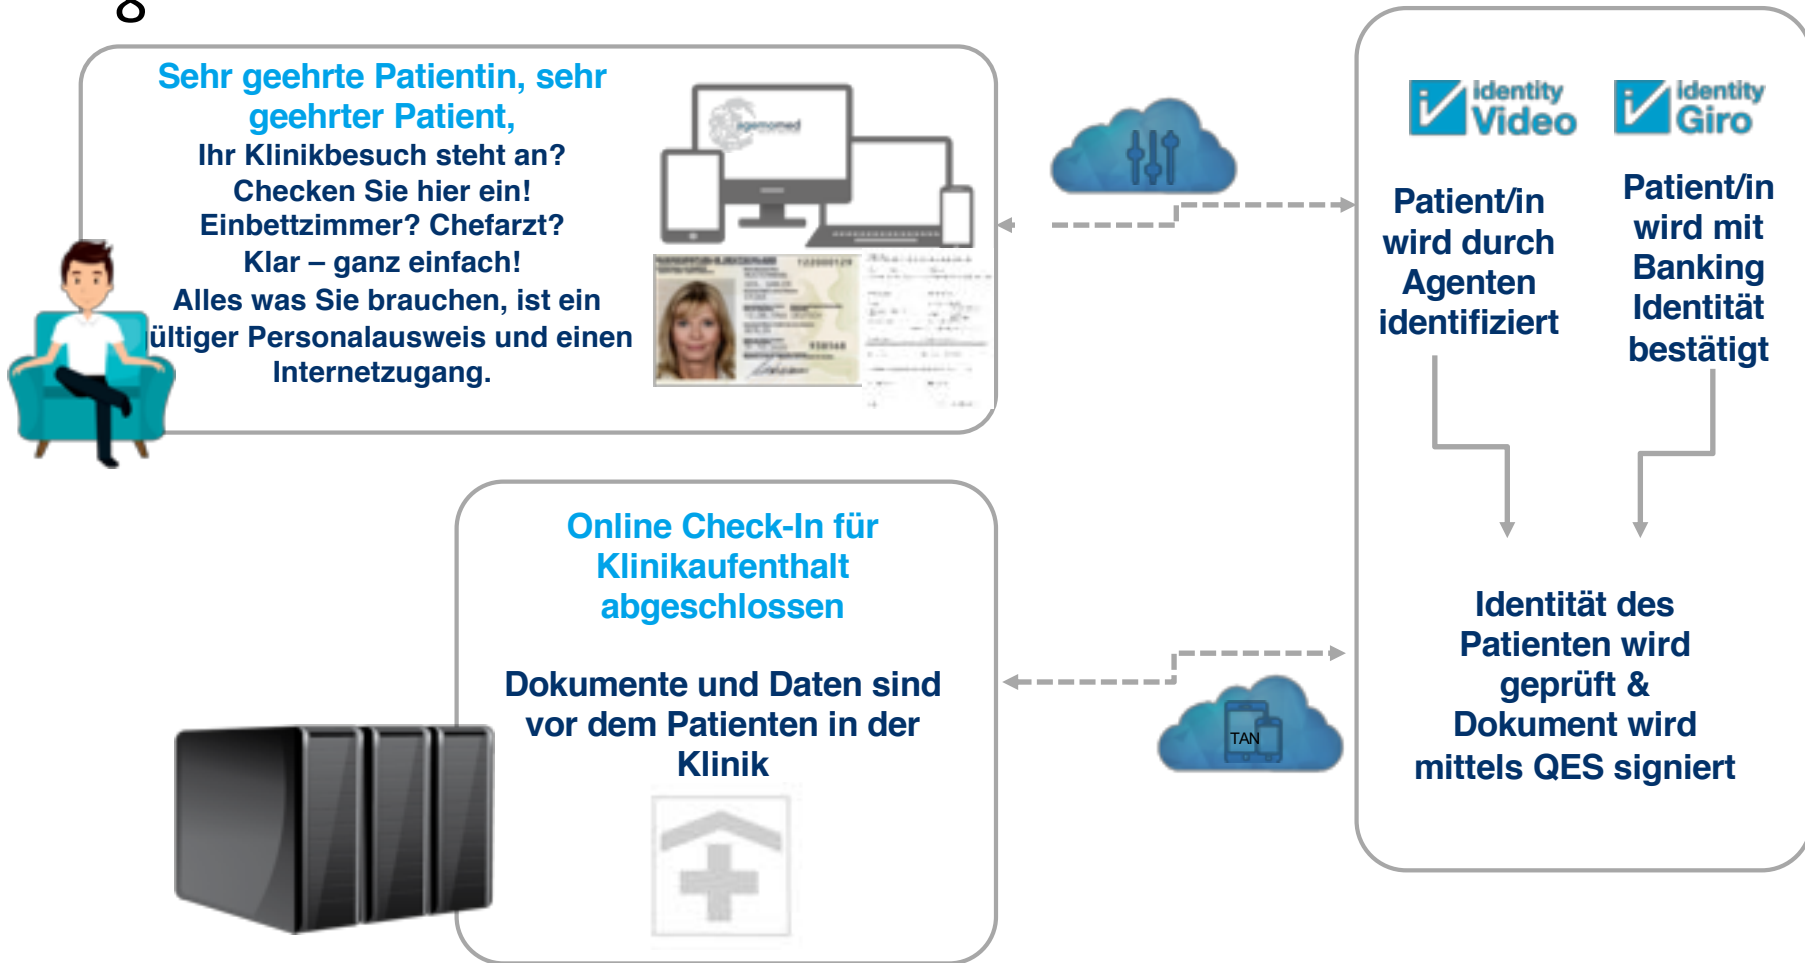 Sehr geehrte Patientin, sehr
geehrter Patient,
Ihr Klinikbesuch steht an?
Checken Sie hier ein!
Einbettzimmer? Chefarzt?
Klar – ganz einfach!
Alles was Sie brauchen, ist ein
ültiger Personalausweis und einen
Internetzugang.
agamomed
identity
Video
identity
Giro
Patient/in
wird durch
Agenten
identifiziert
Patient/in
wird mit
Banking
Identität
bestätigt
Identität des
Patienten wird
geprüft &
Dokument wird
mittels QES signiert
TAN
Online Check-In für
Klinikaufenthalt
abgeschlossen
Dokumente und Daten sind
vor dem Patienten in der
Klinik